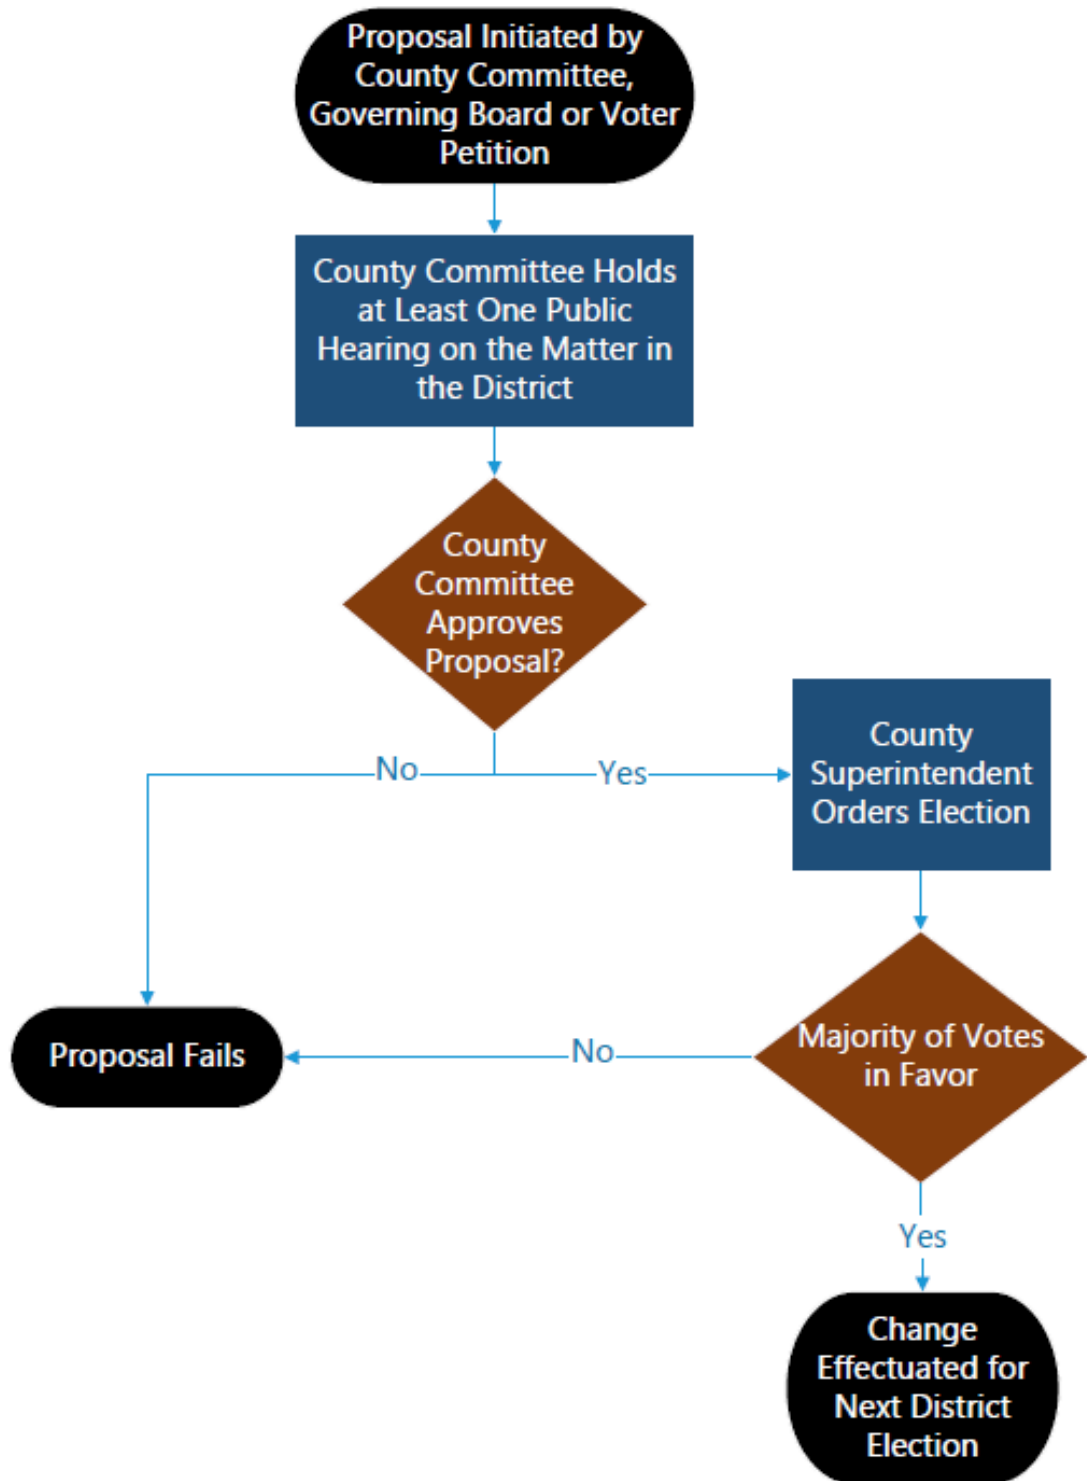 Proposal Initiated by
County Committee,
Governing Board or Voter
Petition
County Committee Holds
at Least One Public
Hearing on the Matter in
the District
County
Committee
Approves
Proposal?
No
Yes
County
Superintendent
Orders Election
Proposal Fails
No
Majority of Votes
in Favor
Yes
Change
Effectuated for
Next District
Election